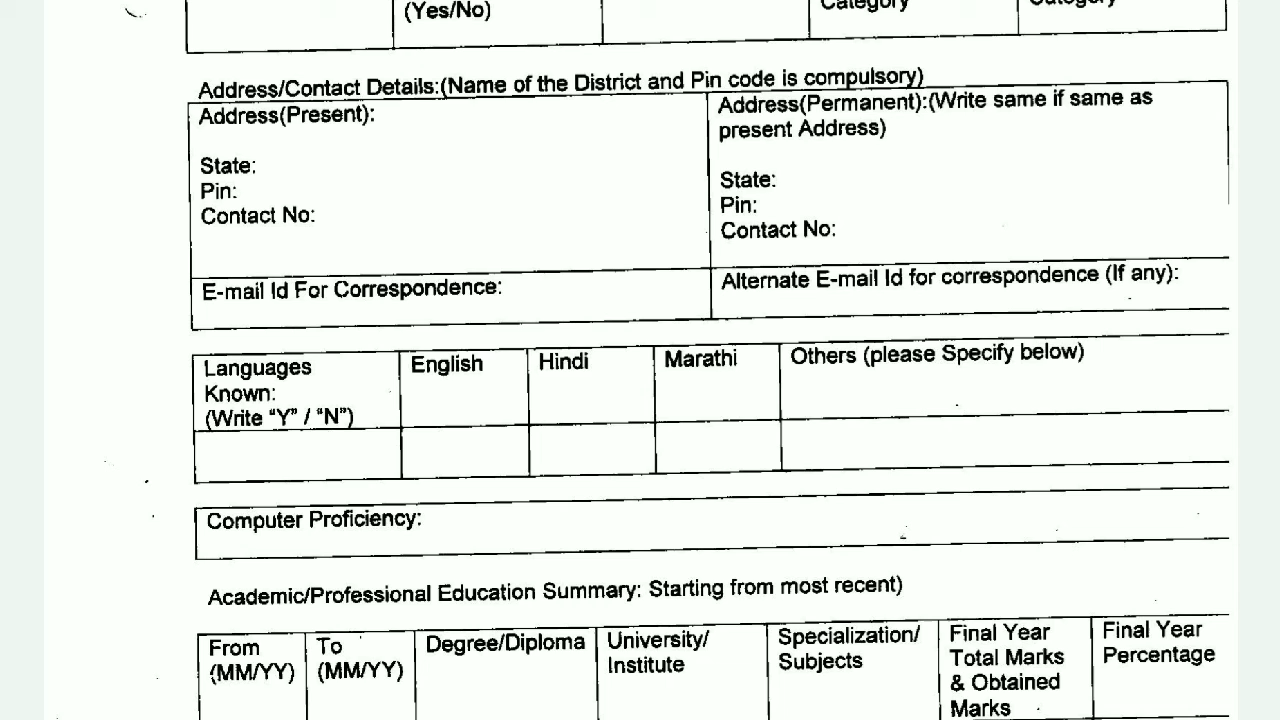 (Yes/No)
Category
Category
Address/Contact Details:(Name of the District and Pin code is compulsory)
Address(Present):
State:
Pin:
Contact No:
Address(Permanent):(Write same if same as
present Address)
State:
Pin:
Contact No:
E-mail Id For Correspondence:
Alternate E-mail Id for correspondence (If any):
Languages
Known:
(Write “Y” / “N”)
English
Hindi
Marathi
Others (please Specify below)
Computer Proficiency:
Academic/Professional Education Summary: Starting from most recent)
From
(MM/YY)
To
(MM/YY)
Degree/Diploma
University/
Institute
Specialization/
Subjects
Final Year
Total Marks
& Obtained
Marks
Final Year
Percentage